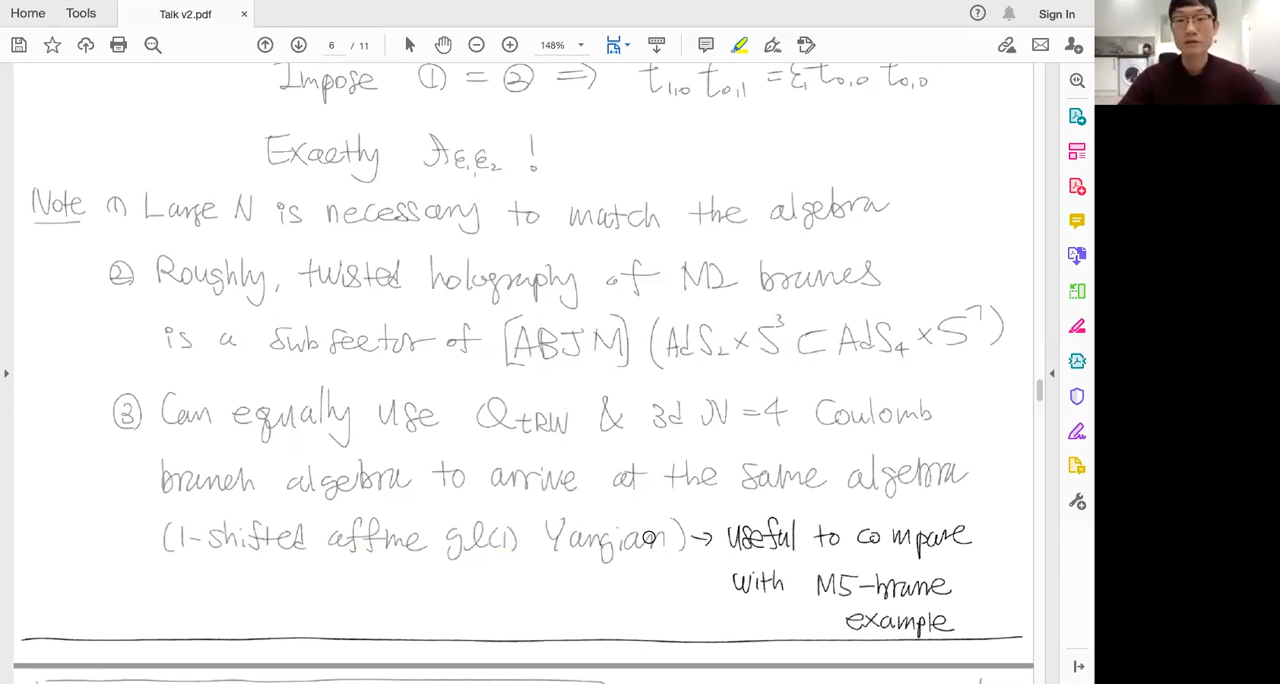 Home Tools Talk v2.pdf × Sign In
6 / 11 148%
Impose ① = ② ⇒ t₁,₀ t₀,₁ = ε₁ t₀,₀ t₀,₀
Exactly A_ε₁,ε₂ !
Note ① Large N is necessary to match the algebra
② Roughly, twisted holography of M2 branes
is a subsector of [ABJM] (AdS₂ × S³ ⊂ AdS₄ × S⁷)
③ Can equally use Q_tRW & 3d N=4 Coulomb
branch algebra to arrive at the same algebra
(1-shifted affine gl(1) Yangian) → useful to compare
with M5-brane
example